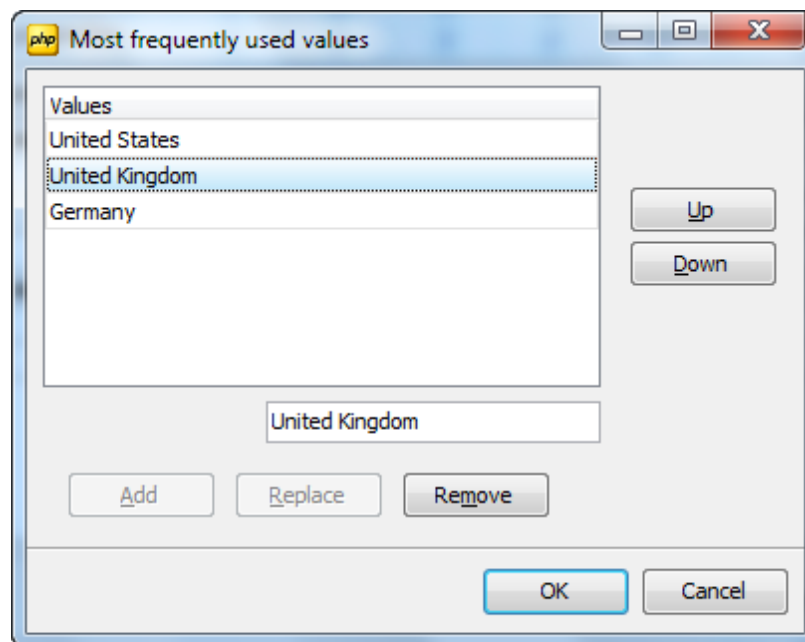 php Most frequently used values
Values
United States
United Kingdom
Germany
Up
Down
United Kingdom
Add Replace Remove
OK Cancel